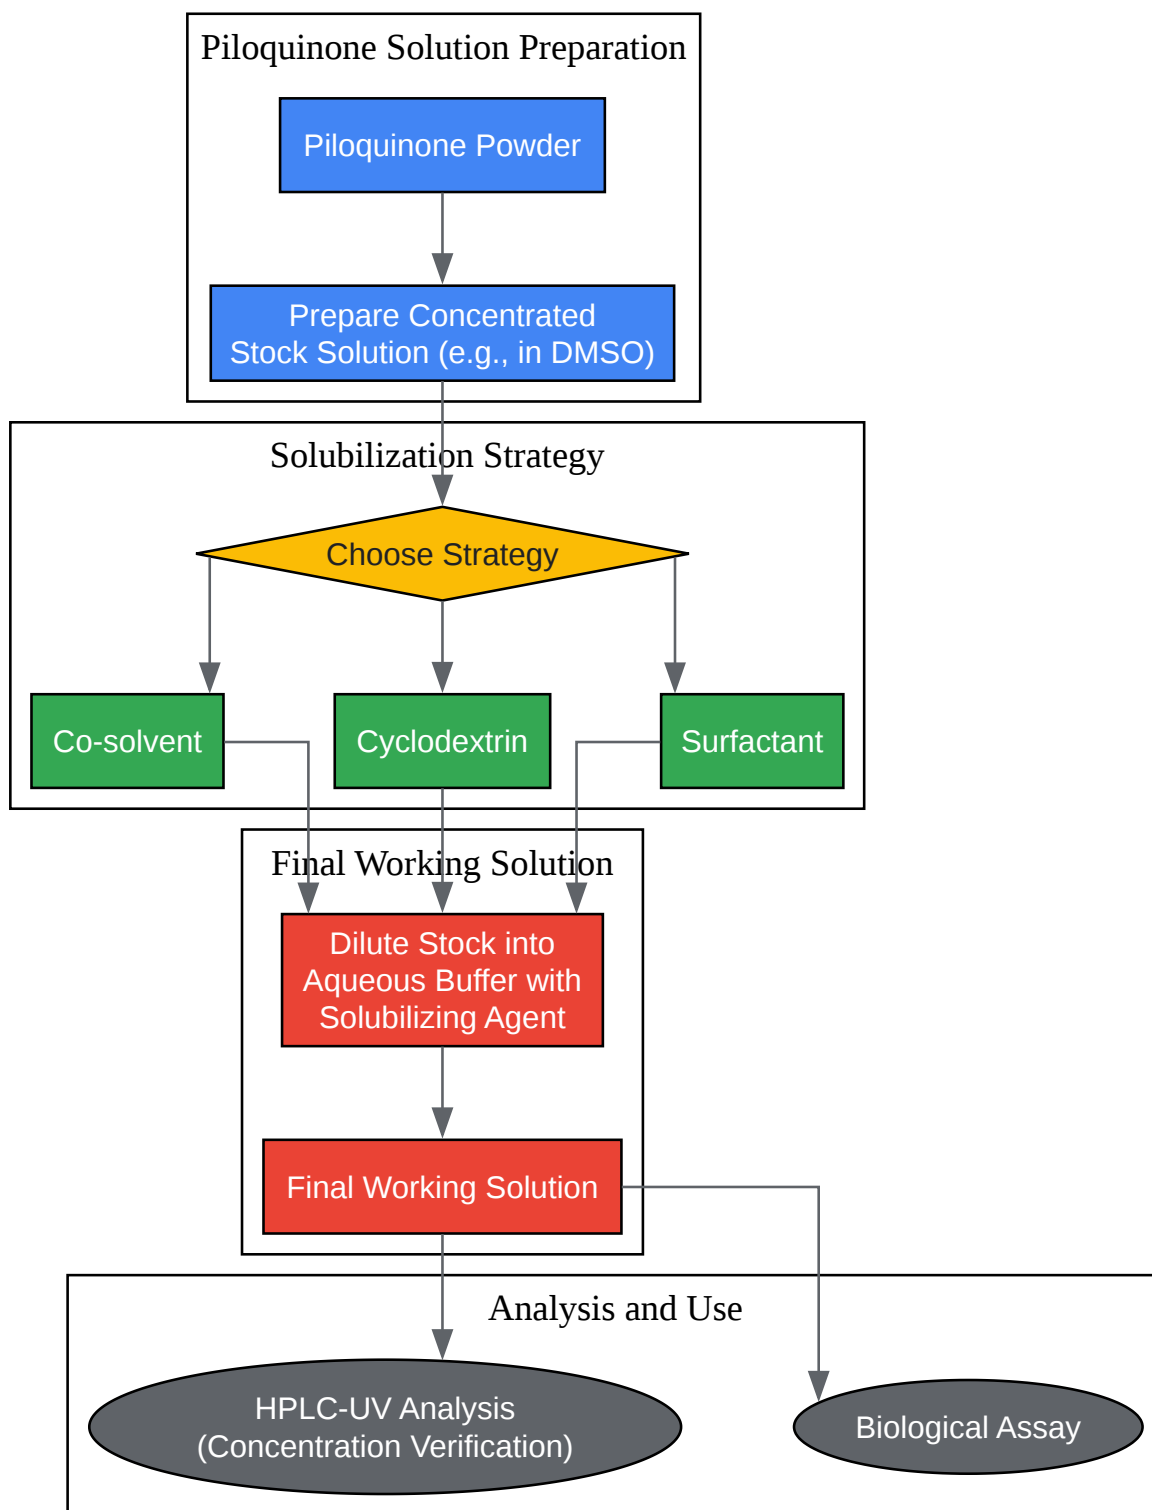 Piloquinone Solution Preparation
Piloquinone Powder
Prepare Concentrated
Stock Solution (e.g., in DMSO)
Solubilization Strategy
Choose Strategy
Co-solvent
Cyclodextrin
Surfactant
Final Working Solution
Dilute Stock into
Aqueous Buffer with
Solubilizing Agent
Final Working Solution
Analysis and Use
HPLC-UV Analysis
(Concentration Verification)
Biological Assay